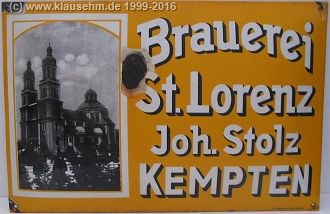 © www.klausehm.de 1999-2016
Brauerei
St. Lorenz
Joh. Stolz
KEMPTEN